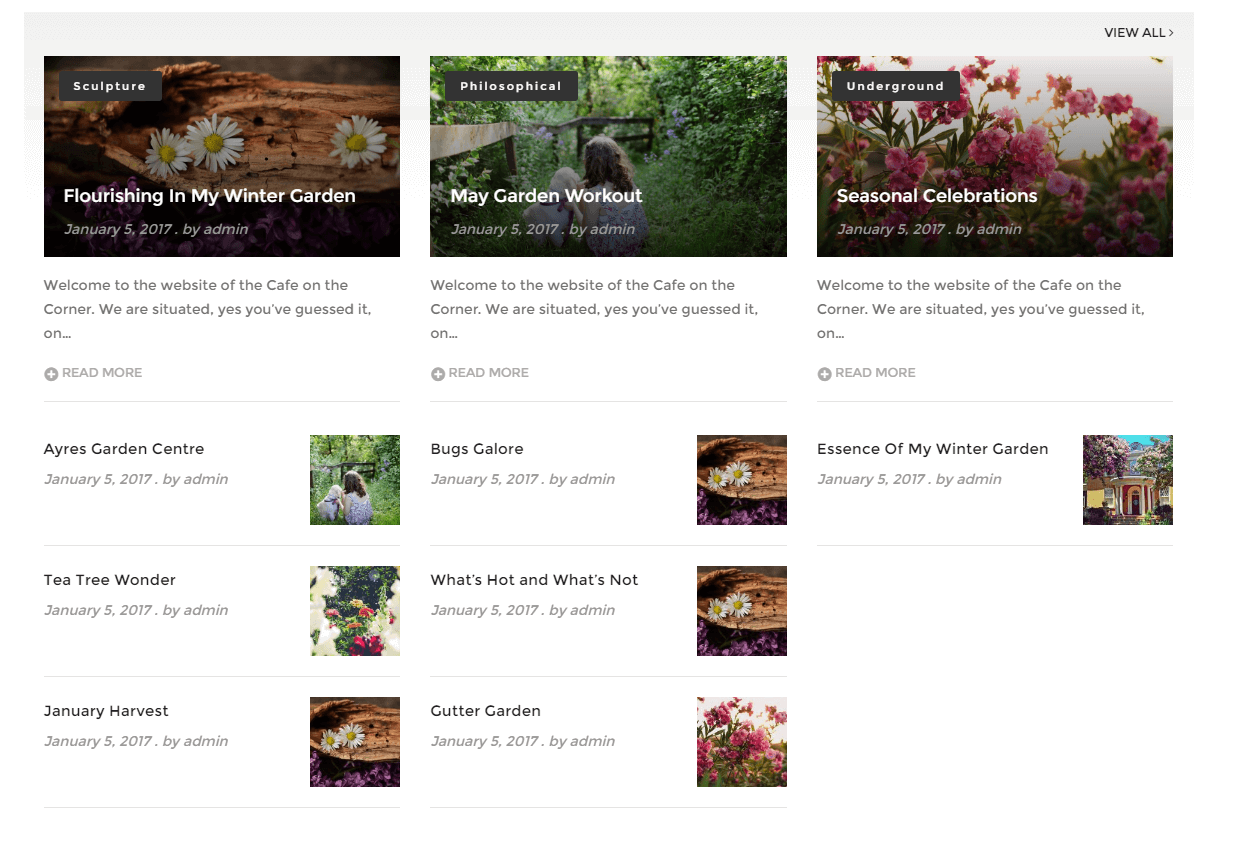 VIEW ALL ›
Sculpture
Flourishing In My Winter Garden
January 5, 2017 . by admin
Welcome to the website of the Cafe on the
Corner. We are situated, yes you’ve guessed it,
on…
READ MORE
Philosophical
May Garden Workout
January 5, 2017 . by admin
Welcome to the website of the Cafe on the
Corner. We are situated, yes you’ve guessed it,
on…
READ MORE
Underground
Seasonal Celebrations
January 5, 2017 . by admin
Welcome to the website of the Cafe on the
Corner. We are situated, yes you’ve guessed it,
on…
READ MORE
Ayres Garden Centre
January 5, 2017 . by admin
Tea Tree Wonder
January 5, 2017 . by admin
January Harvest
January 5, 2017 . by admin
Bugs Galore
January 5, 2017 . by admin
What’s Hot and What’s Not
January 5, 2017 . by admin
Gutter Garden
January 5, 2017 . by admin
Essence Of My Winter Garden
January 5, 2017 . by admin